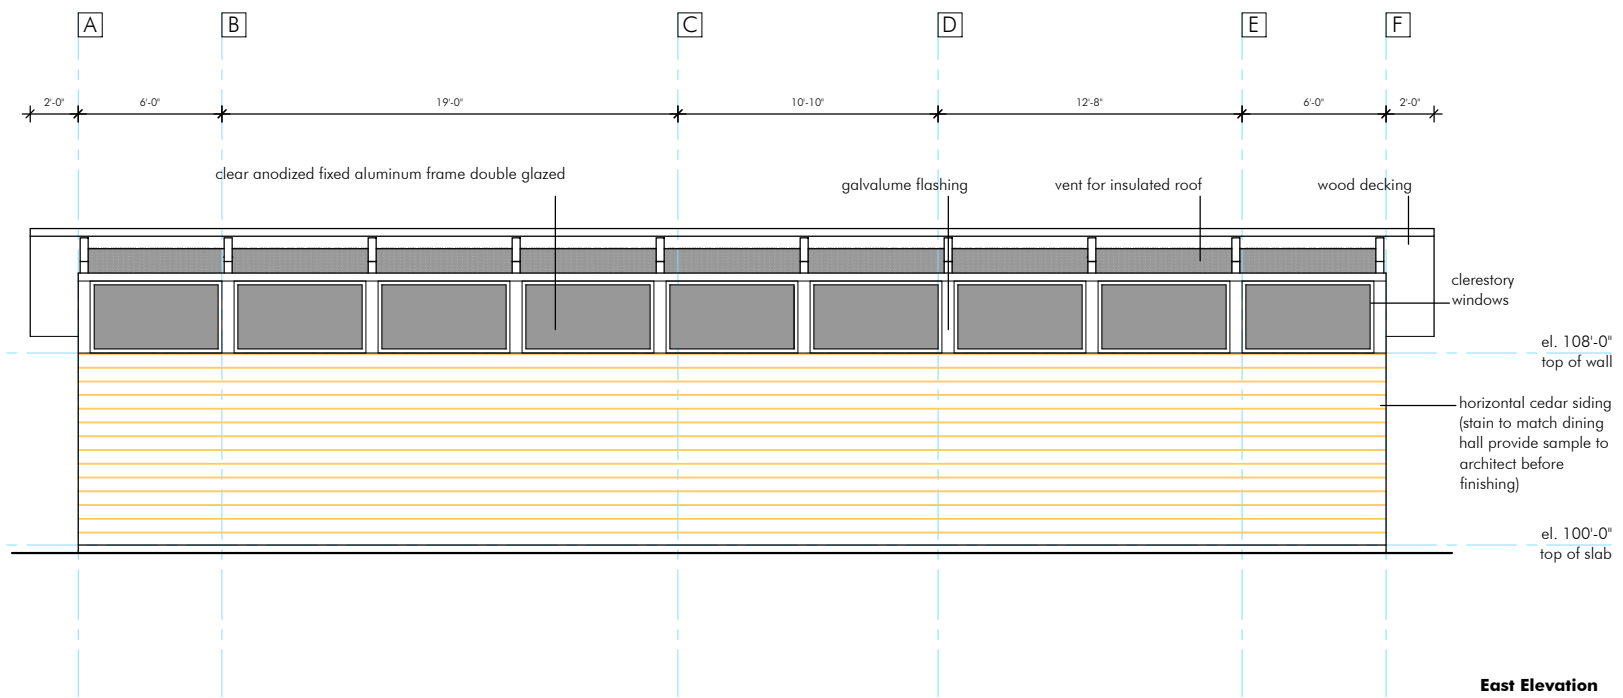 A B C D E F
2'-0" 6'-0" 19'-0" 10'-10" 12'-8" 6'-0" 2'-0"
clear anodized fixed aluminum frame double glazed
galvalume flashing
vent for insulated roof
wood decking
clerestory
windows
el. 108'-0"
top of wall
horizontal cedar siding
(stain to match dining
hall provide sample to
architect before
finishing)
el. 100'-0"
top of slab
East Elevation